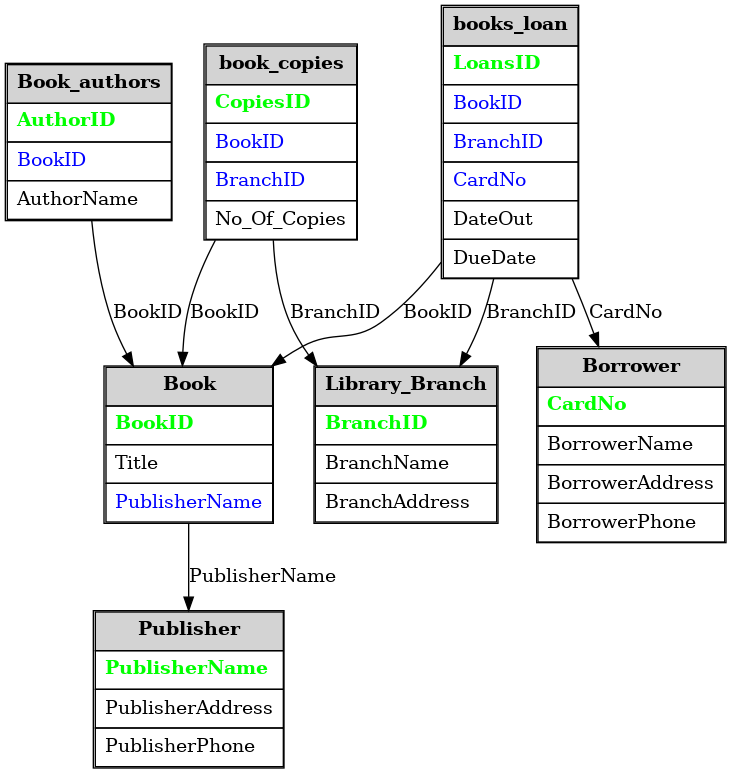 books_loan
LoansID
BookID
BranchID
CardNo
DateOut
DueDate
book_copies
CopiesID
BookID
BranchID
No_Of_Copies
Book_authors
AuthorID
BookID
AuthorName
BookID
BookID
BranchID
BookID
BranchID
CardNo
Book
BookID
Title
PublisherName
Library_Branch
BranchID
BranchName
BranchAddress
Borrower
CardNo
BorrowerName
BorrowerAddress
BorrowerPhone
PublisherName
Publisher
PublisherName
PublisherAddress
PublisherPhone